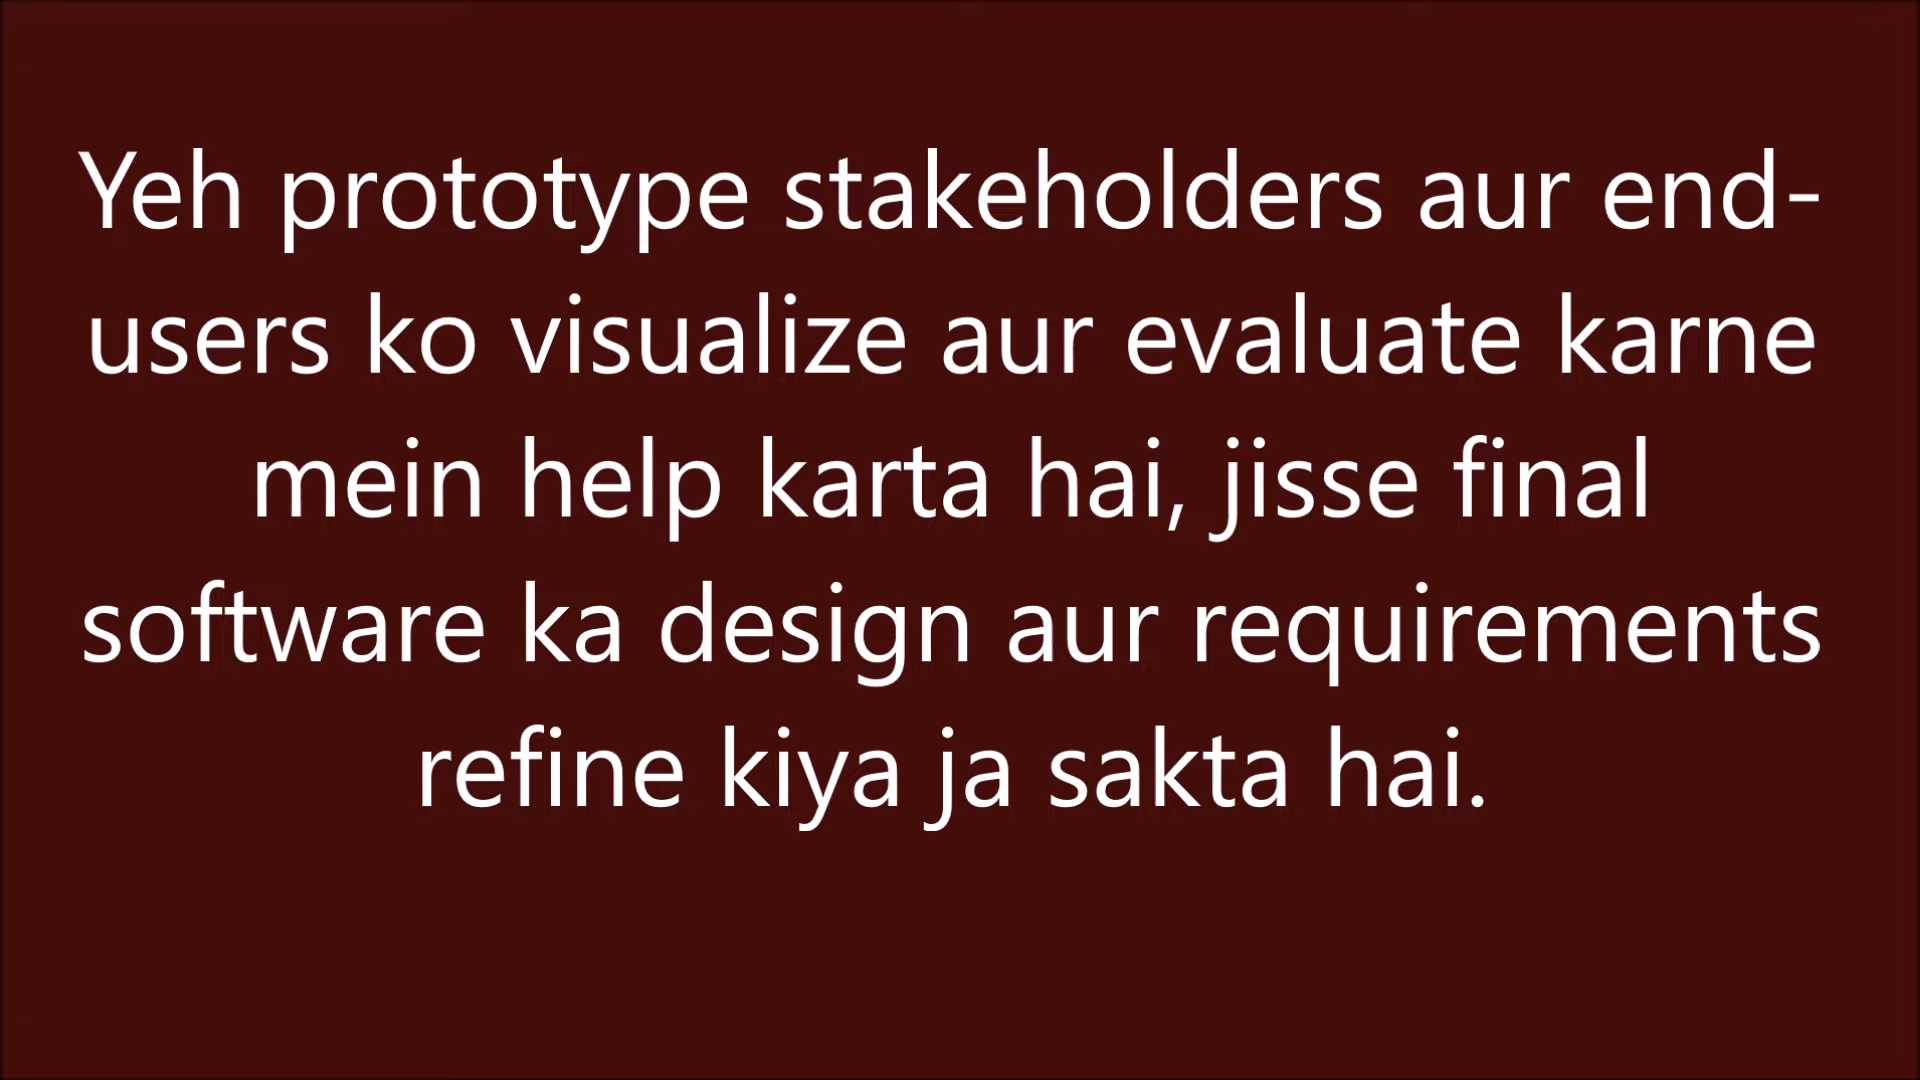 Yeh prototype stakeholders aur end-
users ko visualize aur evaluate karne
mein help karta hai, jisse final
software ka design aur requirements
refine kiya ja sakta hai.